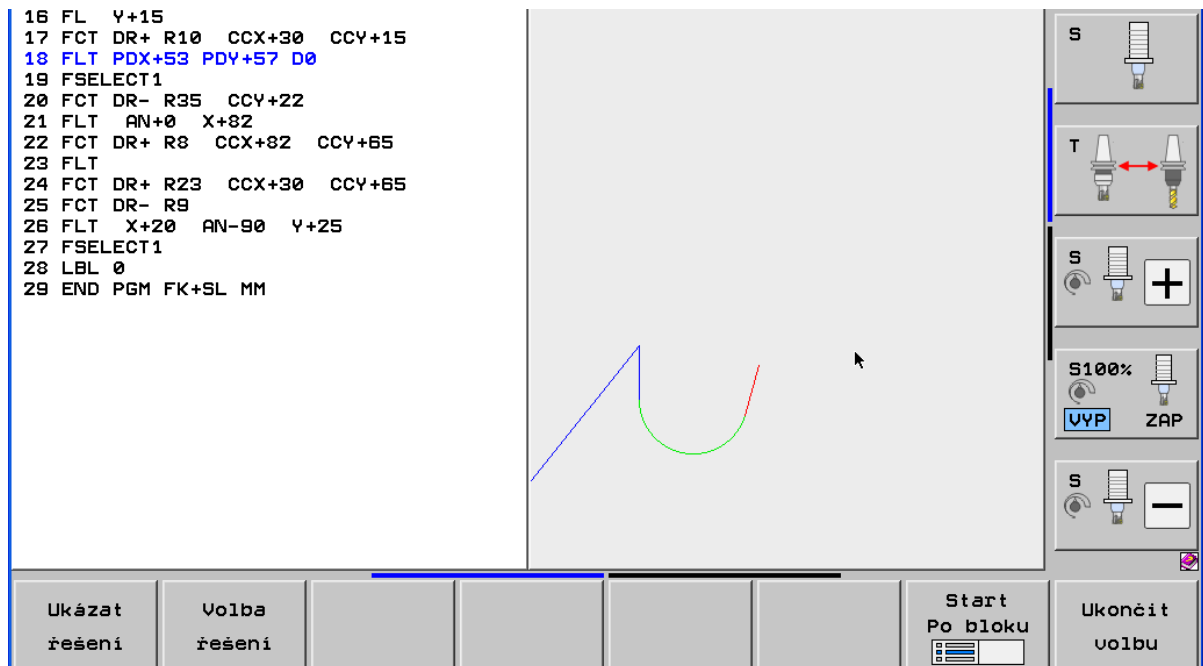 16 FL Y+15
17 FCT DR+ R10 CCX+30 CCY+15
18 FLT PDX+53 PDY+57 D0
19 FSELECT1
20 FCT DR- R35 CCY+22
21 FLT AN+0 X+82
22 FCT DR+ R8 CCX+82 CCY+65
23 FLT
24 FCT DR+ R23 CCX+30 CCY+65
25 FCT DR- R9
26 FLT X+20 AN-90 Y+25
27 FSELECT1
28 LBL 0
29 END PGM FK+SL MM
S
T
S
+
S100%
VYP ZAP
S
-
Ukázat
řešení
Volba
řešení
Start
Po bloku
Ukončit
volbu